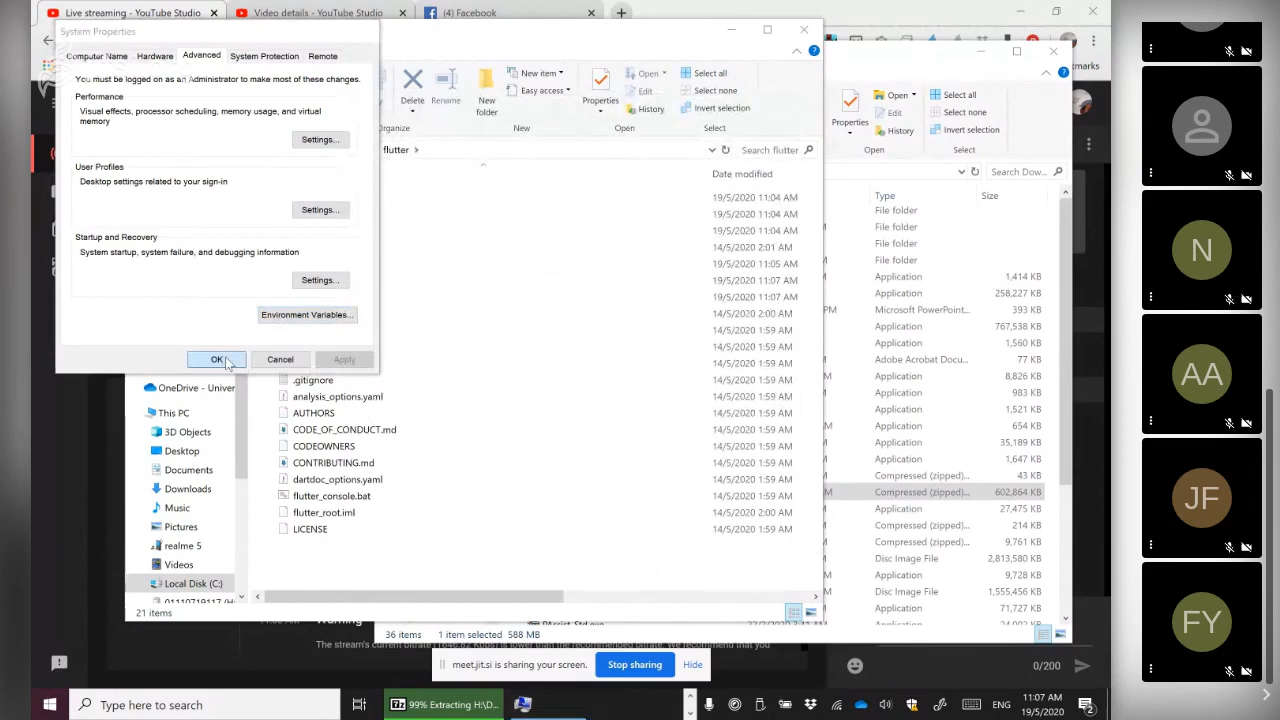 Live streaming - YouTube Studio
Video details - YouTube Studio
(4) Facebook
System Properties
Computer Name
Hardware
Advanced
System Protection
Remote
You must be logged on as an Administrator to make most of these changes.
Performance
Visual effects, processor scheduling, memory usage, and virtual
memory
Settings...
User Profiles
Desktop settings related to your sign-in
Settings...
Startup and Recovery
System startup, system failure, and debugging information
Settings...
Environment Variables...
OK
Cancel
Apply
Delete
Rename
New
folder
New item
Easy access
Properties
Open
Edit
History
Select all
Select none
Invert selection
Organize
New
Open
Select
flutter
Search flutter
Date modified
19/5/2020 11:04 AM
19/5/2020 11:04 AM
19/5/2020 11:04 AM
14/5/2020 2:01 AM
19/5/2020 11:05 AM
19/5/2020 11:07 AM
19/5/2020 11:07 AM
14/5/2020 2:00 AM
14/5/2020 1:59 AM
14/5/2020 1:59 AM
14/5/2020 1:59 AM
.gitignore 14/5/2020 1:59 AM
analysis_options.yaml 14/5/2020 1:59 AM
AUTHORS 14/5/2020 1:59 AM
CODE_OF_CONDUCT.md 14/5/2020 1:59 AM
CODEOWNERS 14/5/2020 1:59 AM
CONTRIBUTING.md 14/5/2020 1:59 AM
dartdoc_options.yaml 14/5/2020 1:59 AM
flutter_console.bat 14/5/2020 1:59 AM
flutter_root.iml 14/5/2020 2:00 AM
LICENSE 14/5/2020 1:59 AM
OneDrive - Univer
This PC
3D Objects
Desktop
Documents
Downloads
Music
Pictures
realme 5
Videos
Local Disk (C:)
21 items
kmarks
Properties
Open
Edit
History
Select all
Select none
Invert selection
Open
Select
Search Dow...
Type
Size
File folder
File folder
File folder
File folder
Application 1,414 KB
Application 258,227 KB
PM Microsoft PowerPoint... 393 KB
Application 767,538 KB
Application 1,560 KB
Adobe Acrobat Docu... 77 KB
Application 8,826 KB
Application 983 KB
Application 1,521 KB
Application 654 KB
Application 35,189 KB
Application 1,647 KB
Compressed (zipped)... 43 KB
Compressed (zipped)... 602,864 KB
Application 27,475 KB
Compressed (zipped)... 214 KB
Compressed (zipped)... 9,761 KB
Disc Image File 2,813,580 KB
Application 9,728 KB
Disc Image File 1,555,456 KB
Application 71,727 KB
36 items
1 item selected 588 MB
Warning
The stream's current bitrate
is lower than the recommended bitrate. We recommend that you
meet.jit.si is sharing your screen.
Stop sharing
Hide
0/200
Type here to search
99% Extracting H:\D...
ENG
11:07 AM
19/5/2020
2
N
AA
JF
FY